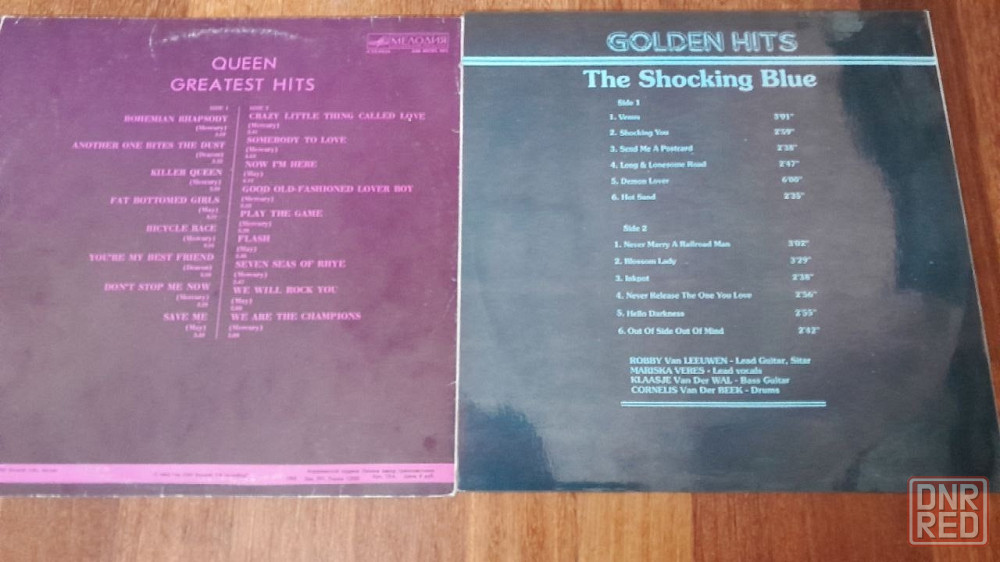 МЕЛОДИЯ
QUEEN
GREATEST HITS
SIDE 1
BOHEMIAN RHAPSODY
(Mercury)
ANOTHER ONE BITES THE DUST
(Deacon)
KILLER QUEEN
(Mercury)
FAT BOTTOMED GIRLS
(May)
BICYCLE RACE
(Mercury)
YOU'RE MY BEST FRIEND
(Deacon)
DON'T STOP ME NOW
(Mercury)
SAVE ME
(May)
SIDE 2
CRAZY LITTLE THING CALLED LOVE
(Mercury)
SOMEBODY TO LOVE
(Mercury)
NOW I'M HERE
(May)
GOOD OLD-FASHIONED LOVER BOY
(Mercury)
PLAY THE GAME
(Mercury)
FLASH
(May)
SEVEN SEAS OF RHYE
(Mercury)
WE WILL ROCK YOU
(May)
WE ARE THE CHAMPIONS
(Mercury)
GOLDEN HITS
The Shocking Blue
Side 1
1. Venus 3'01"
2. Shocking You 2'59"
3. Send Me A Postcard 2'38"
4. Long & Lonesome Road 2'47"
5. Demon Lover 6'00"
6. Hot Sand 2'35"
Side 2
1. Never Marry A Railroad Man 3'02"
2. Blossom Lady 3'29"
3. Inkpot 2'38"
4. Never Release The One You Love 2'56"
5. Hello Darkness 2'55"
6. Out Of Side Out Of Mind 2'42"
ROBBY Van LEEUWEN - Lead Guitar, Sitar
MARISKA VERES - Lead vocals
KLAASJE Van Der WAL - Bass Guitar
CORNELIS Van Der BEEK - Drums
DNR
RED